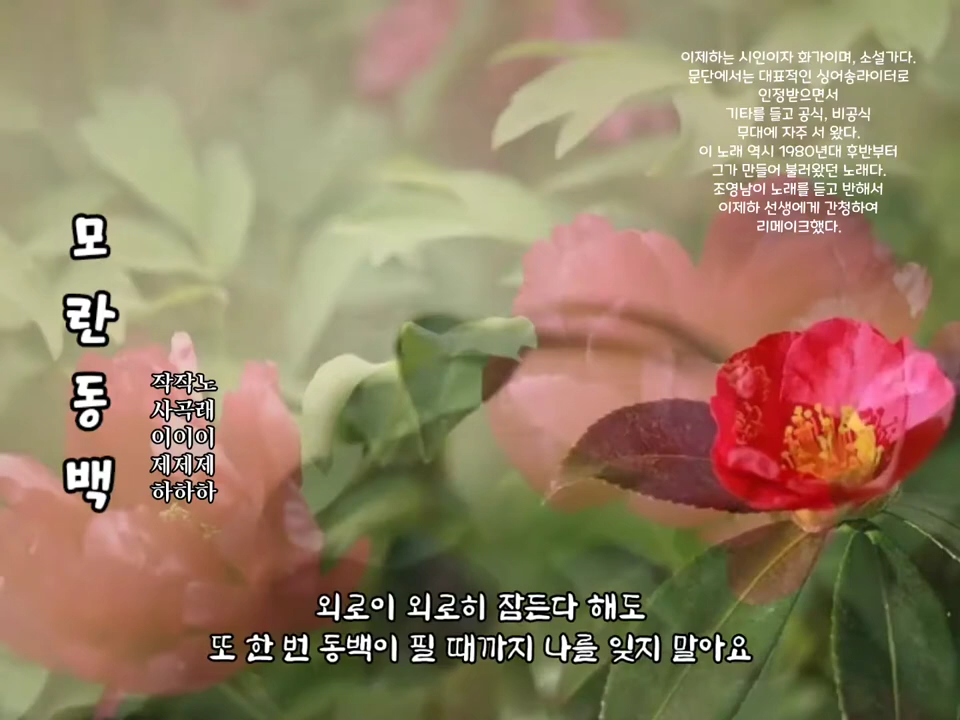 이제하는 시인이자 화가이며, 소설가다.
문단에서는 대표적인 싱어송라이터로
인정받으면서
기타를 들고 공식, 비공식
무대에 자주 서 왔다.
이 노래 역시 1980년대 후반부터
그가 만들어 불러왔던 노래다.
조영남이 노래를 듣고 반해서
이제하 선생에게 간청하여
리메이크했다.
모란동백
작사 이제하
작곡 이제하
노래 이제하
외로이 외로히 잠든다 해도
또 한 번 동백이 필 때까지 나를 잊지 말아요